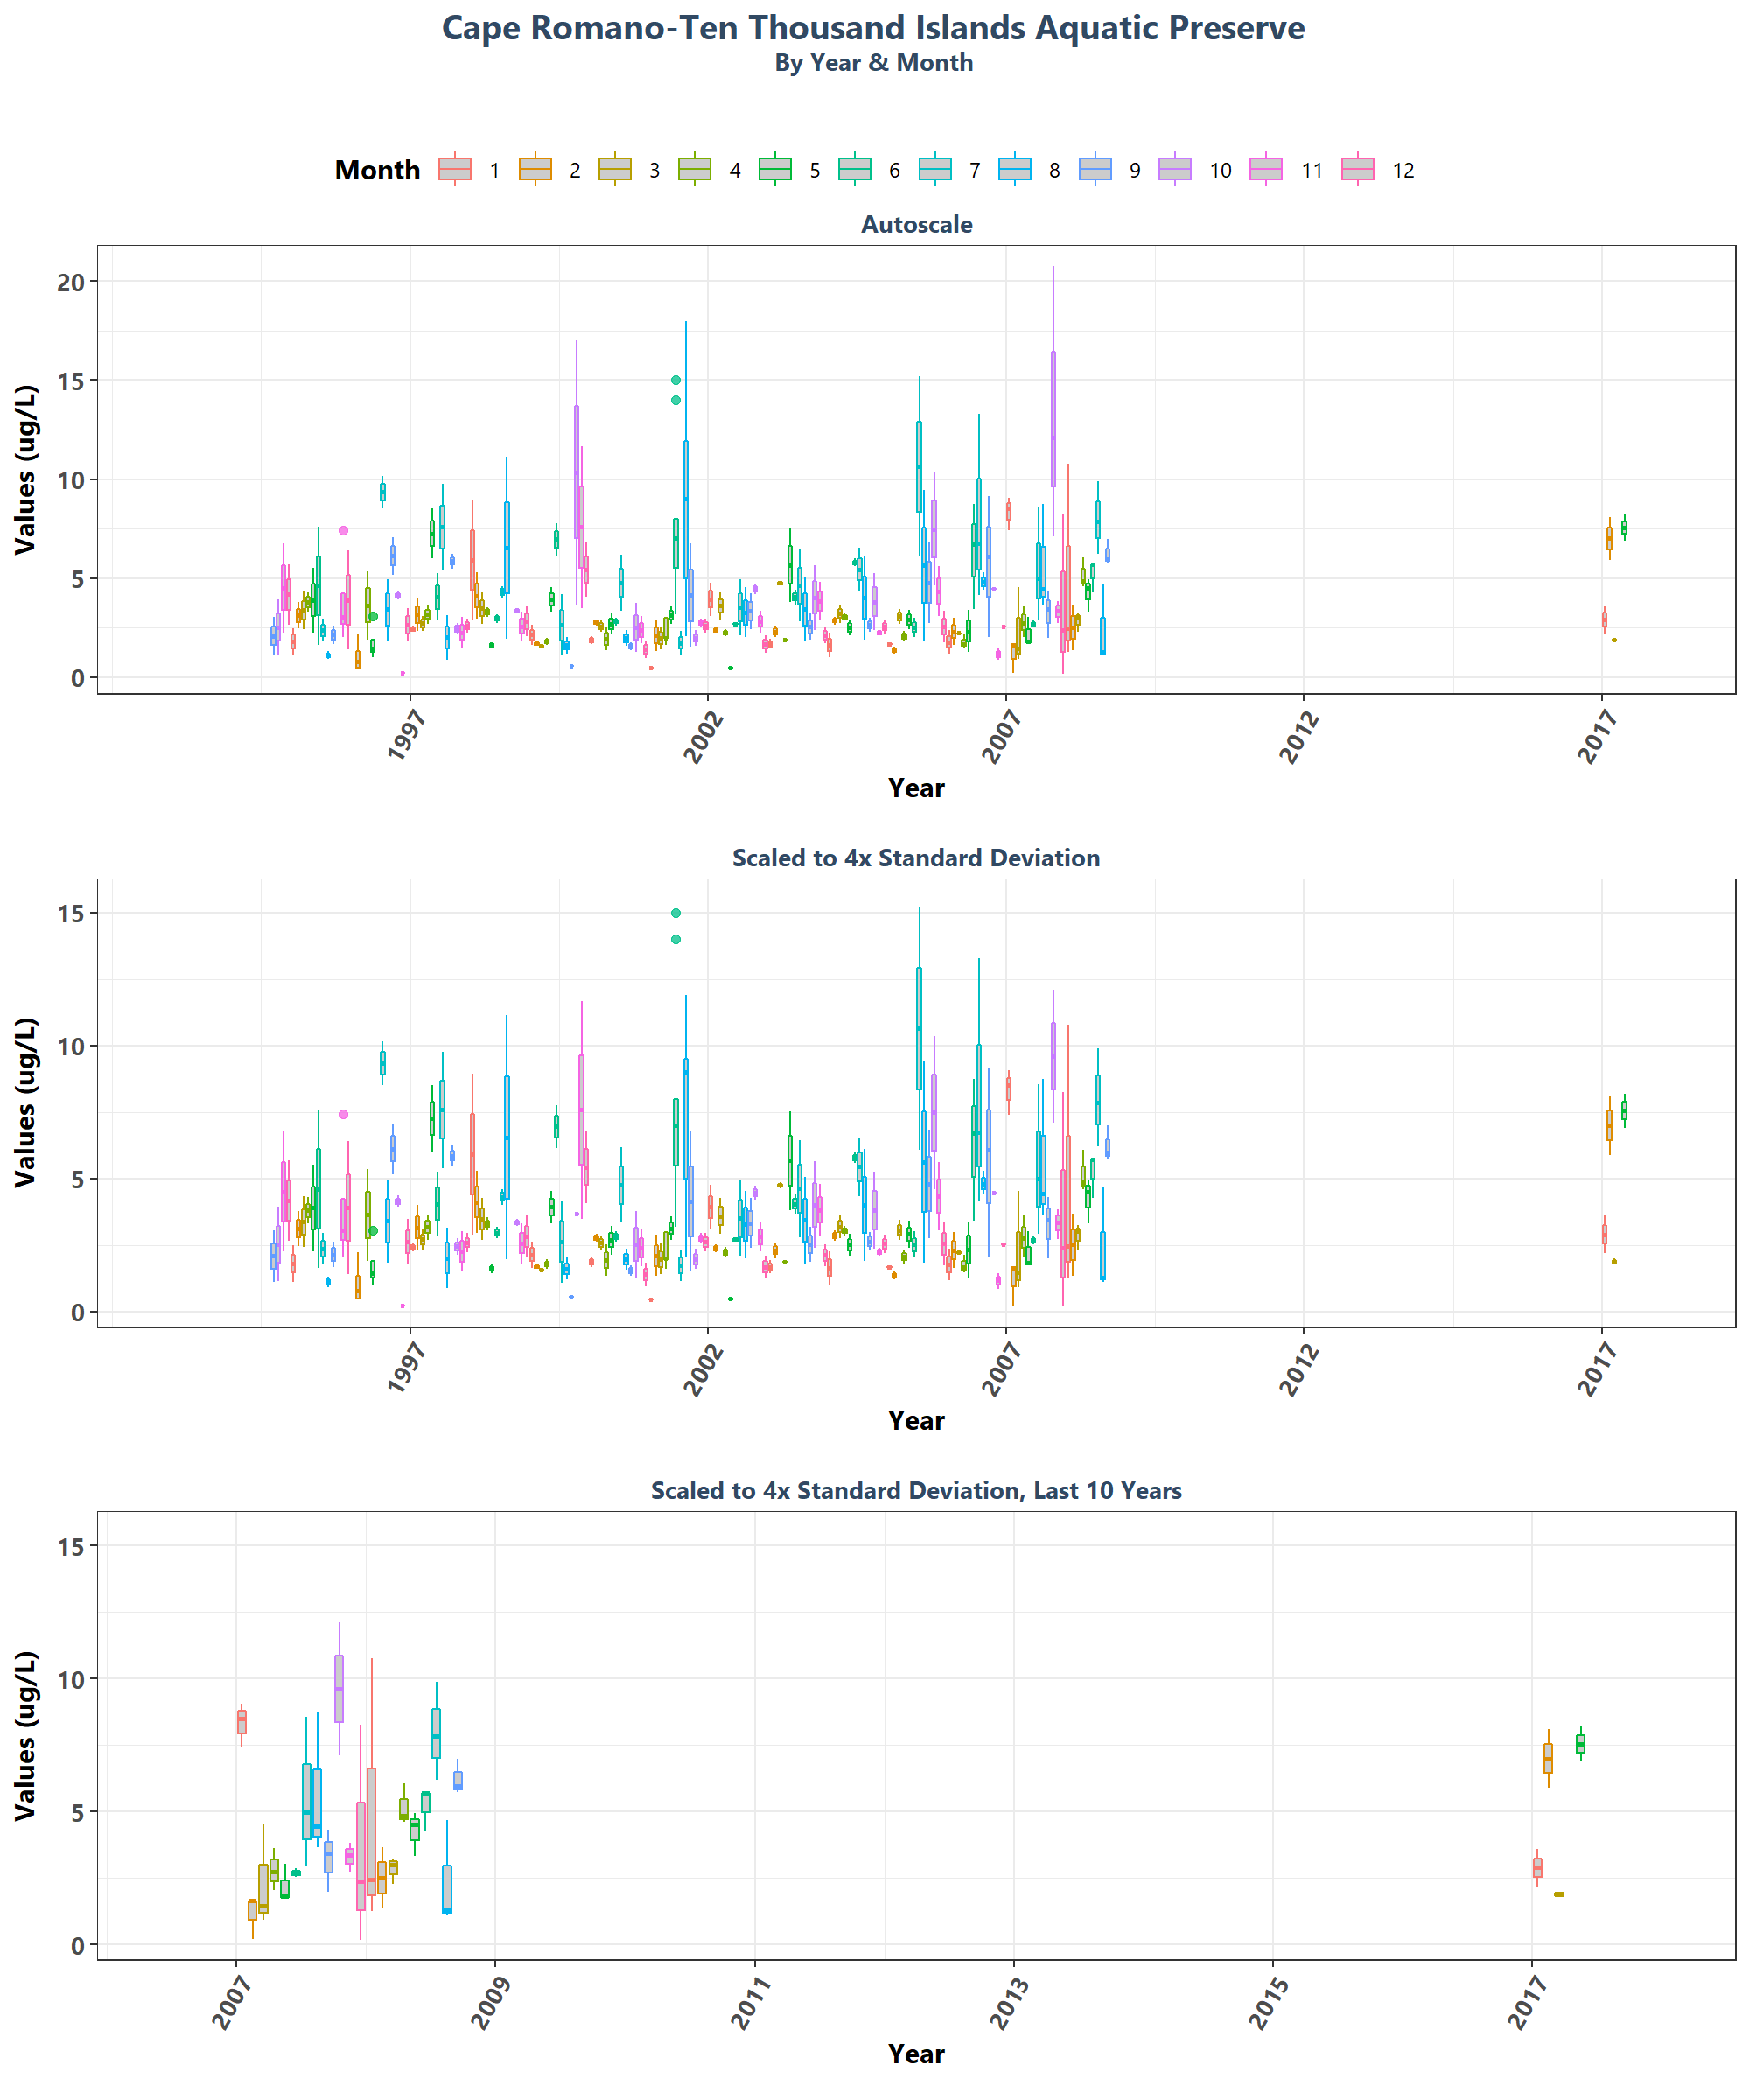 Cape Romano-Ten Thousand Islands Aquatic Preserve
By Year & Month
Month 1 2 3 4 5 6 7 8 9 10 11 12
Autoscale
Values (ug/L)
20
15
10
5
0
1997 2002 2007 2012 2017
Year
Scaled to 4x Standard Deviation
Values (ug/L)
15
10
5
0
1997 2002 2007 2012 2017
Year
Scaled to 4x Standard Deviation, Last 10 Years
Values (ug/L)
15
10
5
0
2007 2009 2011 2013 2015 2017
Year